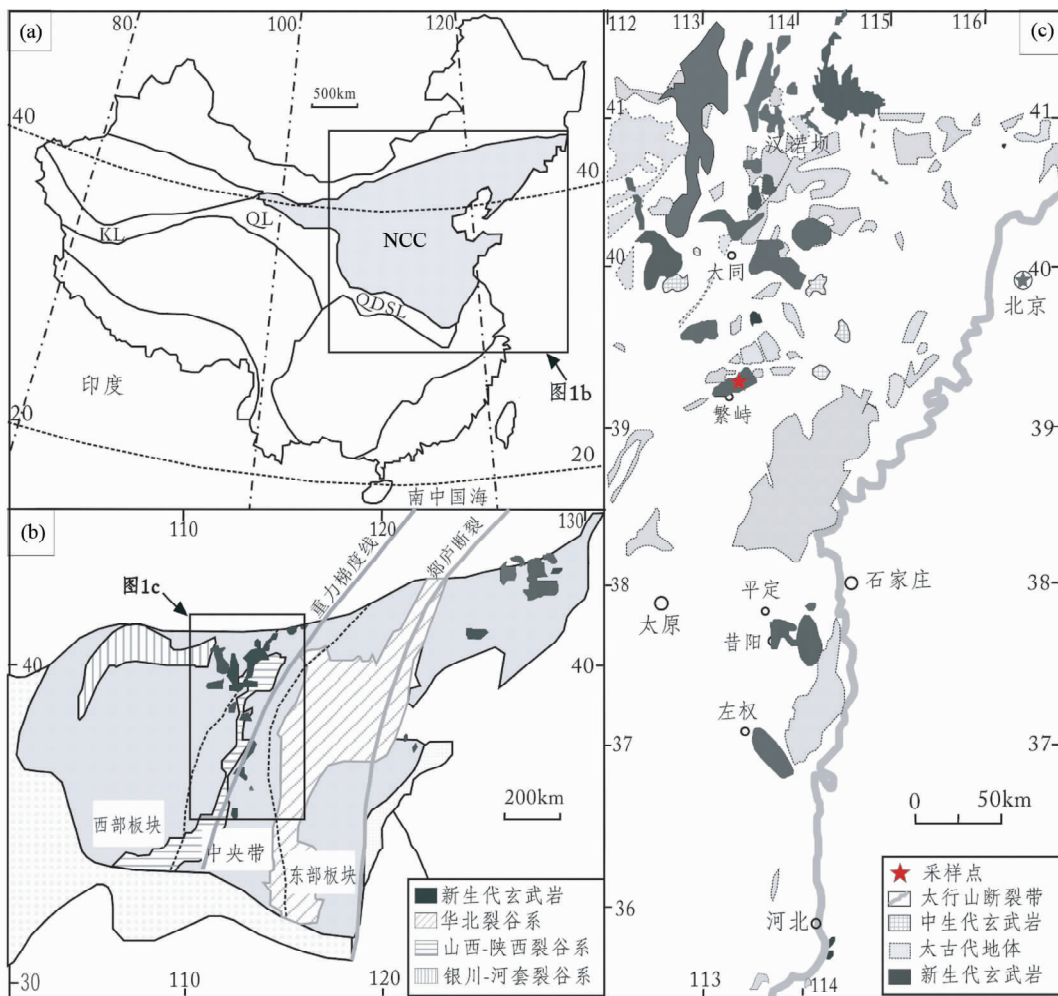 (a)
80
100
120
500km
40
40
KL
QL
NCC
QDSL
印度
图1b
20
20
南中国海
(b)
110
120
130
图1c
重力梯度线
郯庐断裂
38
40
40
西部板块
中央带
东部板块
200km
新生代玄武岩
华北裂谷系
山西-陕西裂谷系
银川-河套裂谷系
30
110
120
(c)
112
113
114
115
116
41
41
汉诺坝
40
大同
40
北京
繁峙
39
39
38
平定
石家庄
太原
昔阳
左权
37
37
0
50km
36
河北
采样点
太行山断裂带
中生代玄武岩
太古代地体
新生代玄武岩
113
114